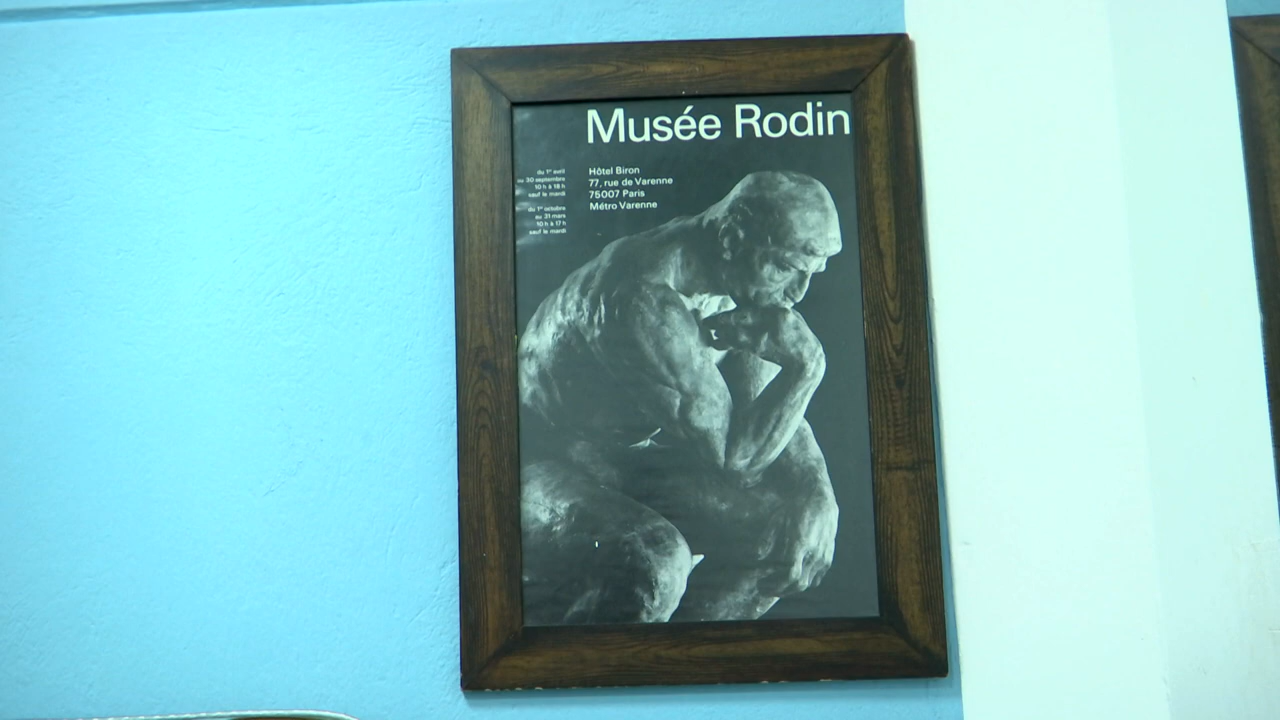 Musée Rodin
du 1er avril
au 30 septembre
10 h à 18 h
sauf le mardi
du 1er octobre
au 31 mars
10 h à 17 h
sauf le mardi
Hôtel Biron
77, rue de Varenne
75007 Paris
Métro Varenne